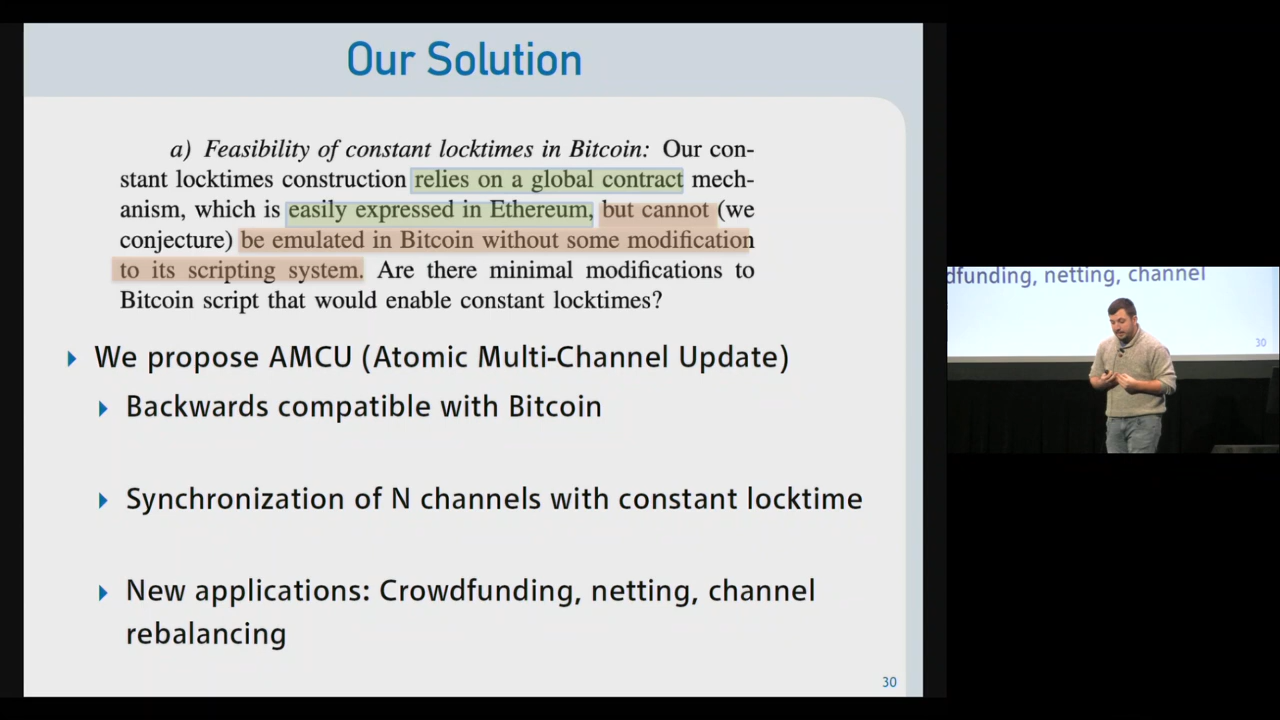 Our Solution
a) Feasibility of constant locktimes in Bitcoin: Our con-
stant locktimes construction relies on a global contract mech-
anism, which is easily expressed in Ethereum, but cannot (we
conjecture) be emulated in Bitcoin without some modification
to its scripting system. Are there minimal modifications to
Bitcoin script that would enable constant locktimes?
We propose AMCU (Atomic Multi-Channel Update)
Backwards compatible with Bitcoin
Synchronization of N channels with constant locktime
New applications: Crowdfunding, netting, channel
rebalancing
30
dfunding, netting, channel
30